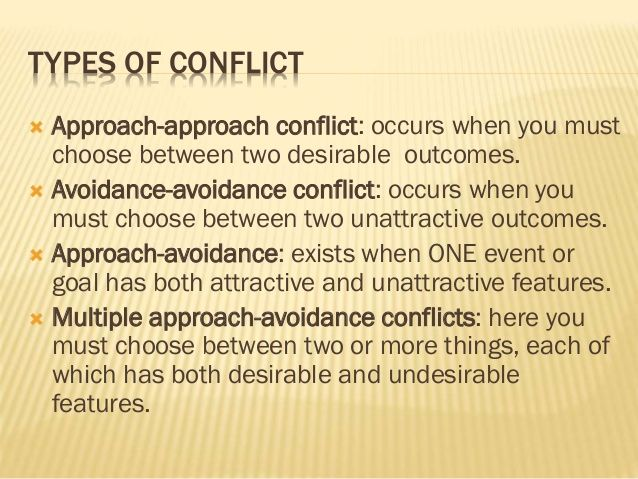 TYPES OF CONFLICT
Approach-approach conflict: occurs when you must
choose between two desirable outcomes.
Avoidance-avoidance conflict: occurs when you
must choose between two unattractive outcomes.
Approach-avoidance: exists when ONE event or
goal has both attractive and unattractive features.
Multiple approach-avoidance conflicts: here you
must choose between two or more things, each of
which has both desirable and undesirable
features.